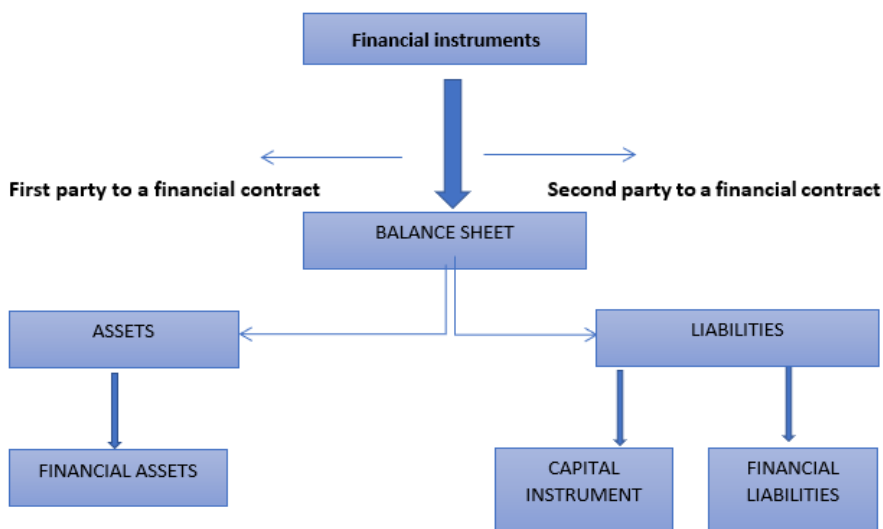 Financial instruments
First party to a financial contract
Second party to a financial contract
BALANCE SHEET
ASSETS
LIABILITIES
FINANCIAL ASSETS
CAPITAL
INSTRUMENT
FINANCIAL
LIABILITIES